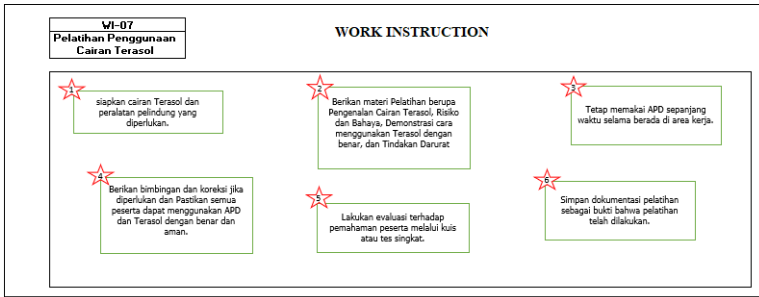 WI-07
Pelatihan Penggunaan
Cairan Terasol
WORK INSTRUCTION
1
siapkan cairan Terasol dan
peralatan pelindung yang
diperlukan.
2
Berikan materi Pelatihan berupa
Pengenalan Cairan Terasol, Risiko
dan Bahaya, Demonstrasi cara
menggunakan Terasol dengan
benar, dan Tindakan Darurat
3
Tetap memakai APD sepanjang
waktu selama berada di area kerja.
4
Berikan bimbingan dan koreksi jika
diperlukan dan Pastikan semua
peserta dapat menggunakan APD
dan Terasol dengan benar dan
aman.
5
Lakukan evaluasi terhadap
pemahaman peserta melalui kuis
atau tes singkat.
6
Simpan dokumentasi pelatihan
sebagai bukti bahwa pelatihan
telah dilakukan.